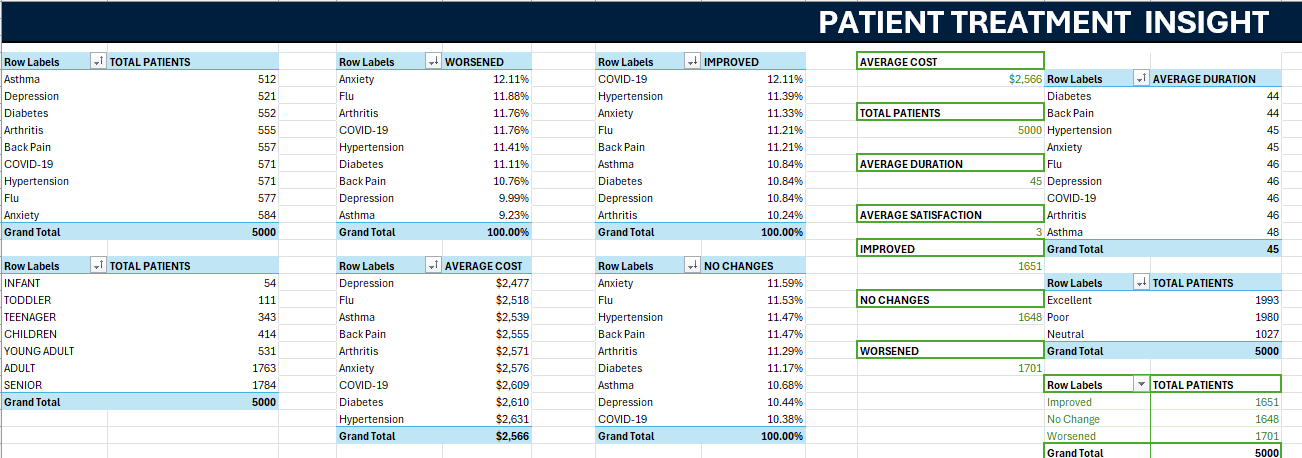 PATIENT TREATMENT INSIGHT
Row Labels TOTAL PATIENTS
Asthma 512
Depression 521
Diabetes 552
Arthritis 555
Back Pain 557
COVID-19 571
Hypertension 571
Flu 577
Anxiety 584
Grand Total 5000
Row Labels WORSENED
Anxiety 12.11%
Flu 11.88%
Arthritis 11.76%
COVID-19 11.76%
Hypertension 11.41%
Diabetes 11.11%
Back Pain 10.76%
Depression 9.99%
Asthma 9.23%
Grand Total 100.00%
Row Labels IMPROVED
COVID-19 12.11%
Hypertension 11.39%
Anxiety 11.33%
Flu 11.21%
Back Pain 11.21%
Asthma 10.84%
Diabetes 10.84%
Depression 10.84%
Arthritis 10.24%
Grand Total 100.00%
AVERAGE COST
$2,566
TOTAL PATIENTS
5000
AVERAGE DURATION
45
AVERAGE SATISFACTION
3
IMPROVED
1651
NO CHANGES
1648
WORSENED
1701
Row Labels AVERAGE DURATION
Diabetes 44
Back Pain 44
Hypertension 45
Anxiety 45
Flu 46
Depression 46
COVID-19 46
Arthritis 46
Asthma 48
Grand Total 45
Row Labels TOTAL PATIENTS
INFANT 54
TODDLER 111
TEENAGER 343
CHILDREN 414
YOUNG ADULT 531
ADULT 1763
SENIOR 1784
Grand Total 5000
Row Labels AVERAGE COST
Depression $2,477
Flu $2,518
Asthma $2,539
Back Pain $2,555
Arthritis $2,571
Anxiety $2,576
COVID-19 $2,609
Diabetes $2,610
Hypertension $2,631
Grand Total $2,566
Row Labels NO CHANGES
Anxiety 11.59%
Flu 11.53%
Hypertension 11.47%
Back Pain 11.47%
Arthritis 11.29%
Diabetes 11.17%
Asthma 10.68%
Depression 10.44%
COVID-19 10.38%
Grand Total 100.00%
Row Labels TOTAL PATIENTS
Excellent 1993
Poor 1980
Neutral 1027
Grand Total 5000
Row Labels TOTAL PATIENTS
Improved 1651
No Change 1648
Worsened 1701
Grand Total 5000